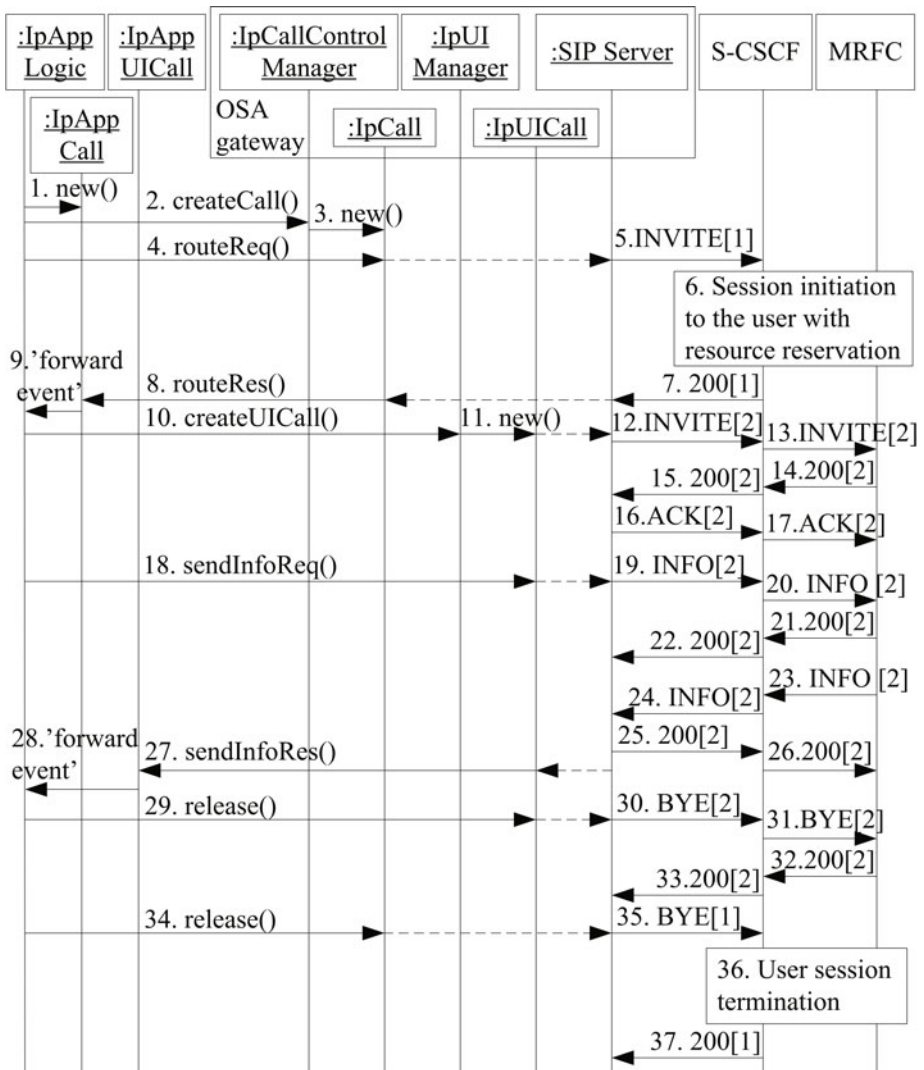 :IpApp
Logic
:IpApp
UICall
:IpCallControl
Manager
:IpUI
Manager
:SIP Server
S-CSCF
MRFC
:IpApp
Call
OSA
gateway
:IpCall
:IpUICall
1. new()
2. createCall()
3. new()
4. routeReq()
5.INVITE[1]
6. Session initiation
to the user with
resource reservation
7. 200[1]
8. routeRes()
9.'forward
event'
10. createUICall()
11. new()
12.INVITE[2]
13.INVITE[2]
14.200[2]
15. 200[2]
16.ACK[2]
17.ACK[2]
18. sendInfoReq()
19. INFO[2]
20. INFO [2]
21.200[2]
22. 200[2]
23. INFO [2]
24. INFO[2]
25. 200[2]
26.200[2]
27. sendInfoRes()
28.'forward
event'
29. release()
30. BYE[2]
31.BYE[2]
32.200[2]
33.200[2]
34. release()
35. BYE[1]
36. User session
termination
37. 200[1]